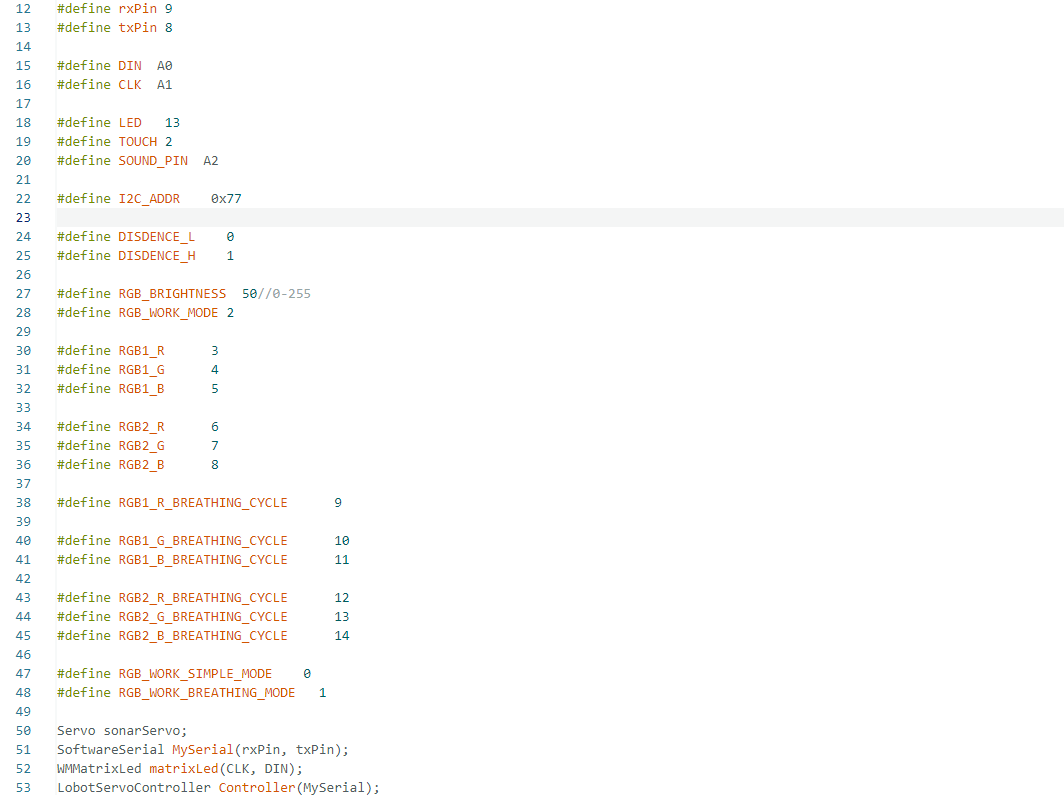 12 #define rxPin 9
13 #define txPin 8
14
15 #define DIN  A0
16 #define CLK  A1
17
18 #define LED   13
19 #define TOUCH 2
20 #define SOUND_PIN  A2
21
22 #define I2C_ADDR    0x77
23
24 #define DISDENCE_L    0
25 #define DISDENCE_H    1
26
27 #define RGB_BRIGHTNESS  50//0-255
28 #define RGB_WORK_MODE 2
29
30 #define RGB1_R      3
31 #define RGB1_G      4
32 #define RGB1_B      5
33
34 #define RGB2_R      6
35 #define RGB2_G      7
36 #define RGB2_B      8
37
38 #define RGB1_R_BREATHING_CYCLE      9
39
40 #define RGB1_G_BREATHING_CYCLE      10
41 #define RGB1_B_BREATHING_CYCLE      11
42
43 #define RGB2_R_BREATHING_CYCLE      12
44 #define RGB2_G_BREATHING_CYCLE      13
45 #define RGB2_B_BREATHING_CYCLE      14
46
47 #define RGB_WORK_SIMPLE_MODE    0
48 #define RGB_WORK_BREATHING_MODE   1
49
50 Servo sonarServo;
51 SoftwareSerial MySerial(rxPin, txPin);
52 WMMatrixLed matrixLed(CLK, DIN);
53 LobotServoController Controller(MySerial);